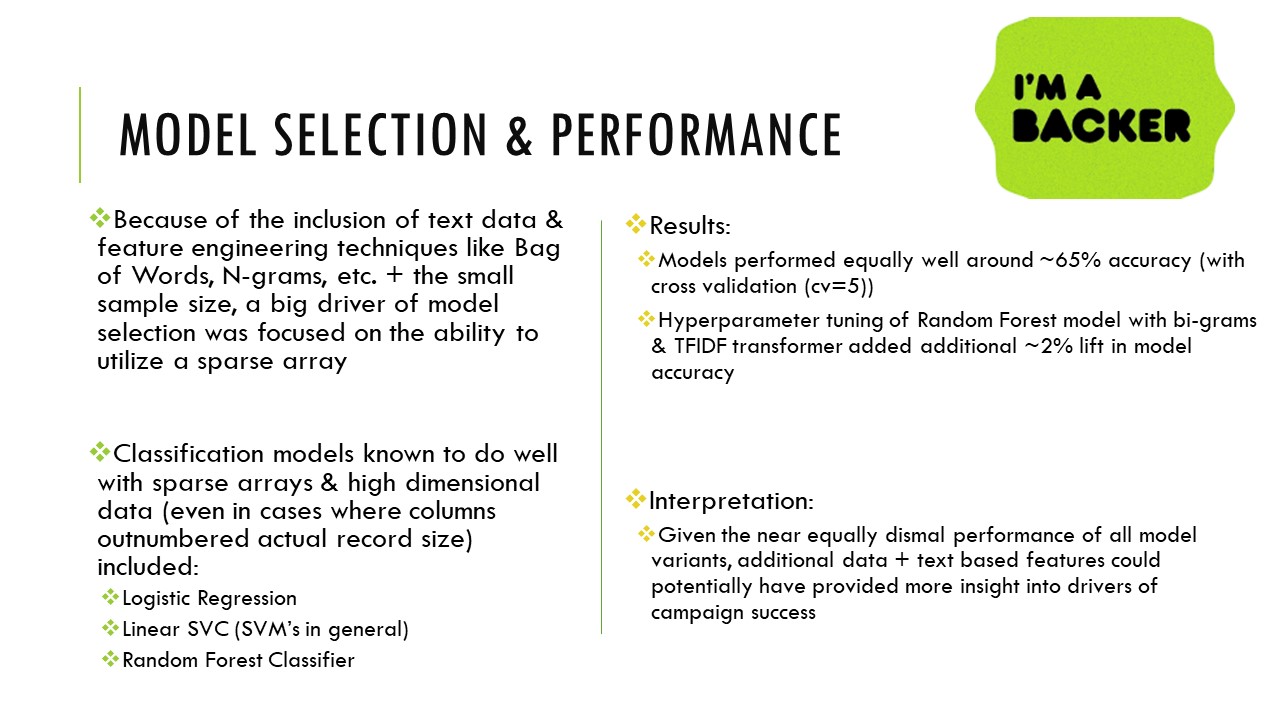 I'M A
BACKER
MODEL SELECTION & PERFORMANCE
❖Because of the inclusion of text data &
feature engineering techniques like Bag
of Words, N-grams, etc. + the small
sample size, a big driver of model
selection was focused on the ability to
utilize a sparse array
❖Classification models known to do well
with sparse arrays & high dimensional
data (even in cases where columns
outnumbered actual record size)
included:
❖Logistic Regression
❖Linear SVC (SVM's in general)
❖Random Forest Classifier
❖Results:
❖Models performed equally well around ~65% accuracy (with
cross validation (cv=5))
❖Hyperparameter tuning of Random Forest model with bi-grams
& TFIDF transformer added additional ~2% lift in model
accuracy
❖Interpretation:
❖Given the near equally dismal performance of all model
variants, additional data + text based features could
potentially have provided more insight into drivers of
campaign success